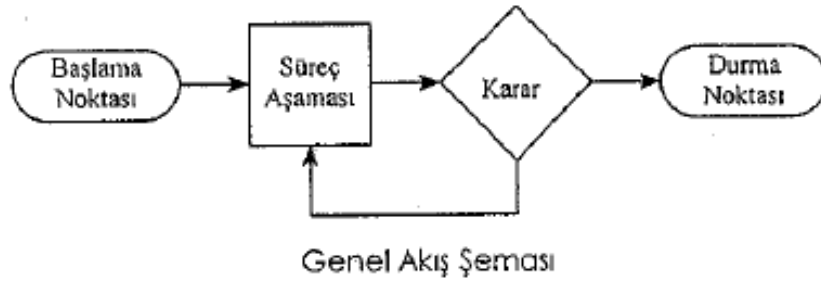 Başlama
Noktası
Süreç
Aşaması
Karar
Durma
Noktası
Genel Akış Şeması